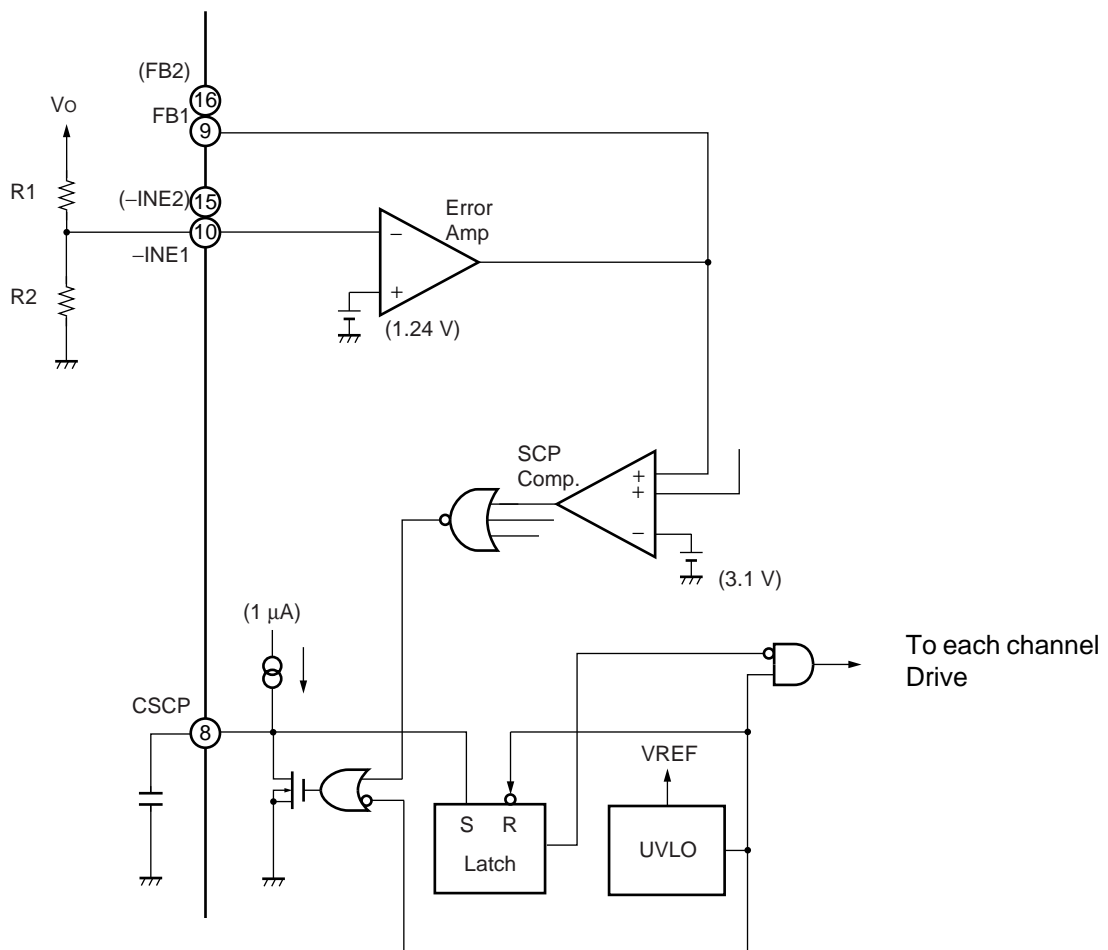 (FB2)
16
VO
FB1
9
R1
(−INE2)
15
10
−INE1
Error
Amp
−
+
(1.24 V)
R2
SCP
Comp.
+
+
−
(3.1 V)
(1 μA)
To each channel
Drive
CSCP
8
VREF
S R
Latch
UVLO